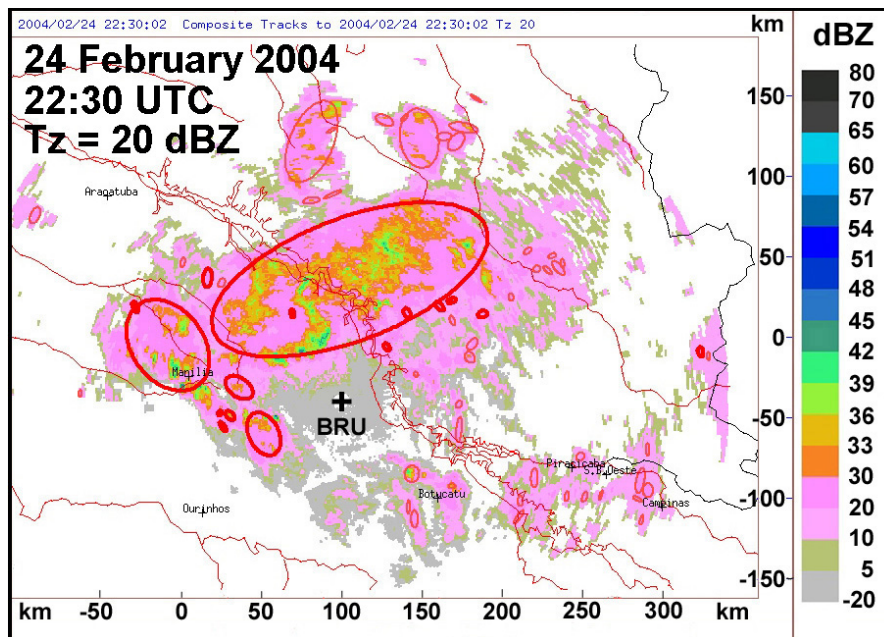 2004/02/24 22:30:02 Composite Tracks to 2004/02/24 22:30:02 Tz 20
km
dBZ
24 February 2004
22:30 UTC
Tz = 20 dBZ
80
70
65
60
57
54
51
48
45
42
39
36
33
30
20
10
5
-20
150
100
50
0
-50
-100
-150
Araçatuba
Marilia
BRU
Piracicaba
S.B.Oeste
Botucatu
Campinas
Ourinhos
km
-50
0
50
100
150
200
250
300
km